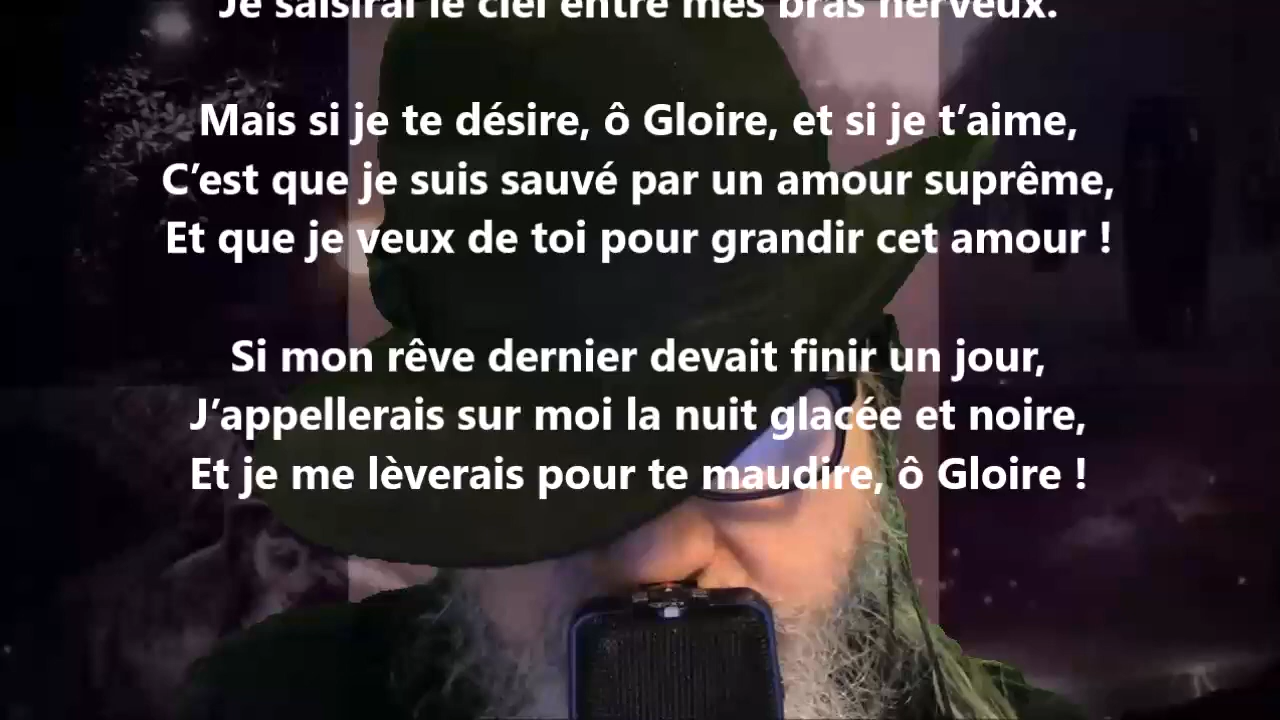 Je saisirai le ciel entre mes bras nerveux.
Mais si je te désire, ô Gloire, et si je t’aime,
C’est que je suis sauvé par un amour suprême,
Et que je veux de toi pour grandir cet amour !
Si mon rêve dernier devait finir un jour,
J’appellerais sur moi la nuit glacée et noire,
Et je me lèverais pour te maudire, ô Gloire !